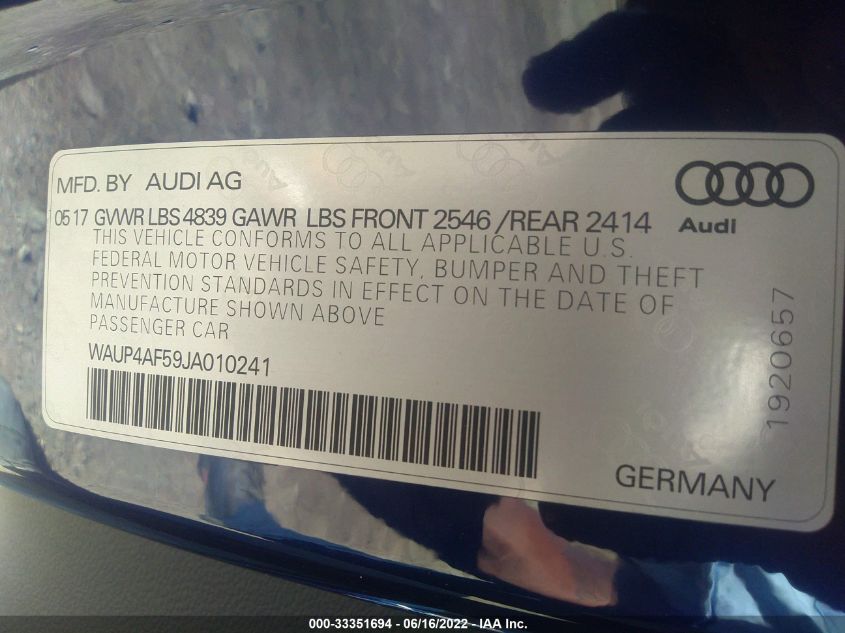 MFD. BY AUDI AG
0517 GVWR LBS 4839 GAWR LBS FRONT 2546 /REAR 2414
Audi
THIS VEHICLE CONFORMS TO ALL APPLICABLE U.S.
FEDERAL MOTOR VEHICLE SAFETY, BUMPER AND THEFT
PREVENTION STANDARDS IN EFFECT ON THE DATE OF
MANUFACTURE SHOWN ABOVE
PASSENGER CAR
WAUP4AF59JA010241
1920657
GERMANY
000-33351694 - 06/16/2022 - IAA Inc.